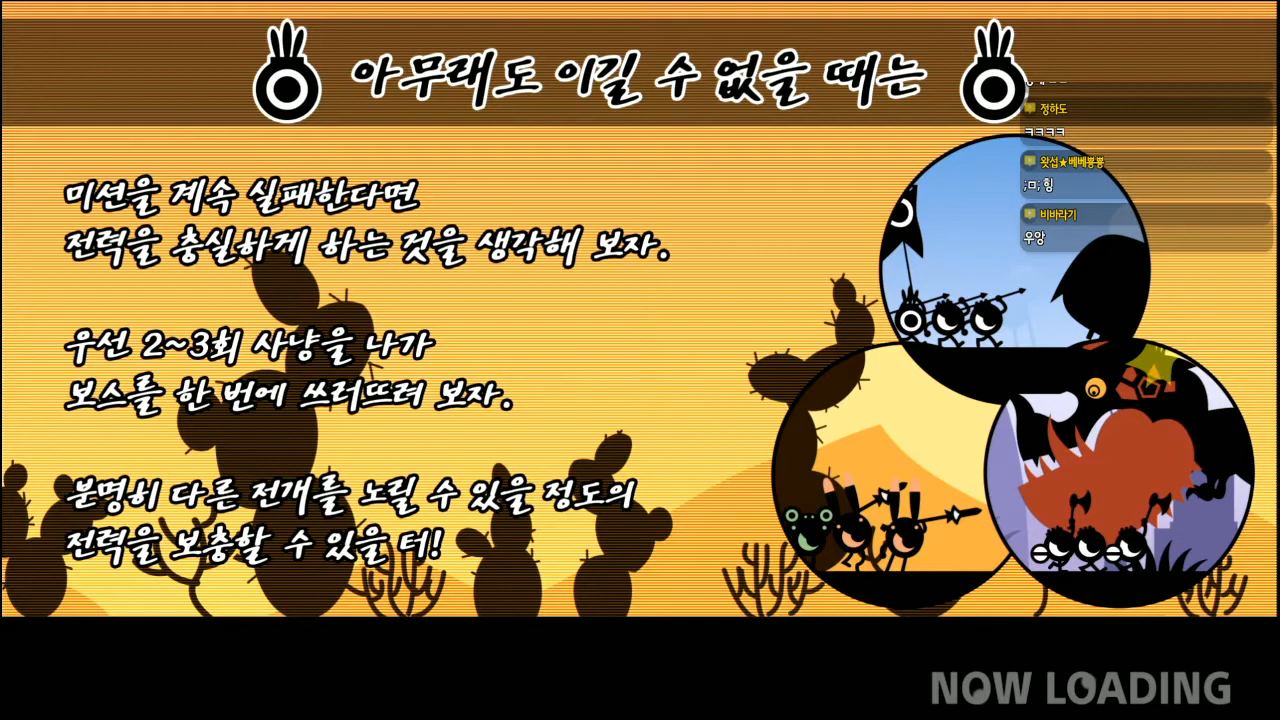 아무래도 이길 수 없을 때는
미션을 계속 실패한다면
전력을 충실하게 하는 것을 생각해 보자.
우선 2~3회 사냥을 나가
보스를 한 번에 쓰러뜨려 보자.
분명히 다른 전개를 노릴 수 있을 정도의
전력을 보충할 수 있을 터!
정하도
ㅋㅋㅋㅋ
왓섭★베베뿅뿅
;ㅁ; 힝
비바라기
우앙
NOW LOADING